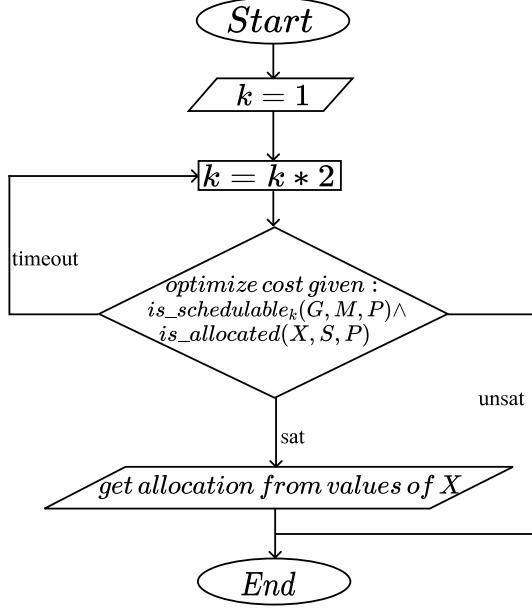 Start
k = 1
k = k * 2
timeout
optimize cost given :
is_schedulable_k(G, M, P)∧
is_allocated(X, S, P)
unsat
sat
get allocation from values of X
End